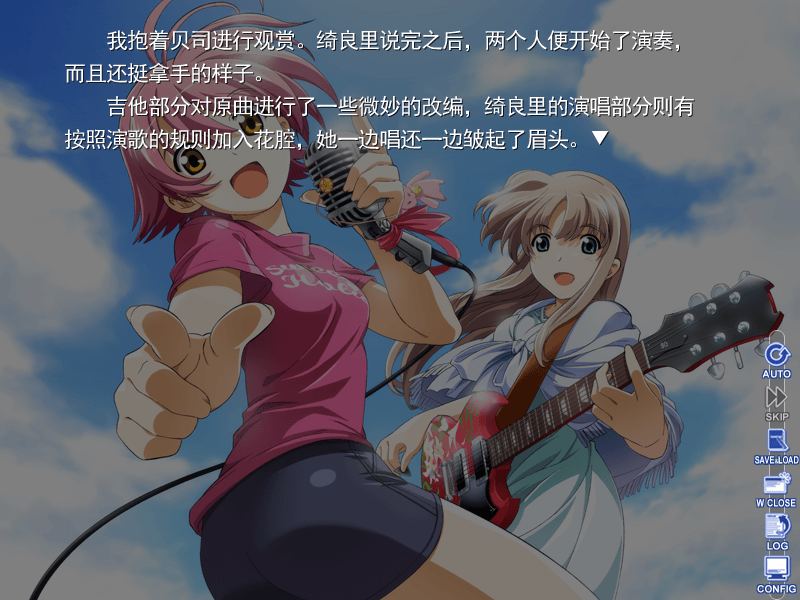 我抱着贝司进行观赏。绮良里说完之后，两个人便开始了演奏，
而且还挺拿手的样子。
吉他部分对原曲进行了一些微妙的改编，绮良里的演唱部分则有
按照演歌的规则加入花腔，她一边唱还一边皱起了眉头。▼
AUTO
SKIP
SAVE&LOAD
W CLOSE
LOG
CONFIG